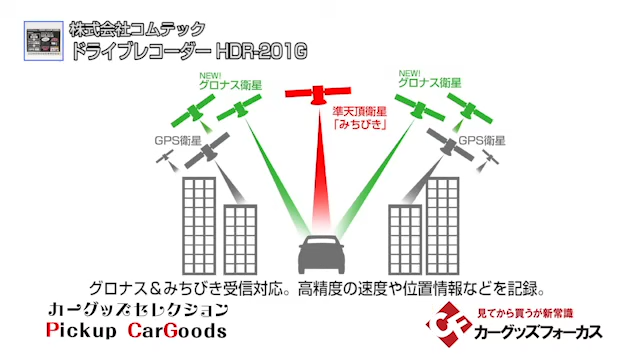 株式会社コムテック
ドライブレコーダー HDR-201G
NEW!
グロナス衛星
NEW!
グロナス衛星
準天頂衛星
「みちびき」
GPS衛星
GPS衛星
グロナス＆みちびき受信対応。高精度の速度や位置情報などを記録。
カーグッズセレクション
Pickup CarGoods
見てから買うが新常識
カーグッズフォーカス